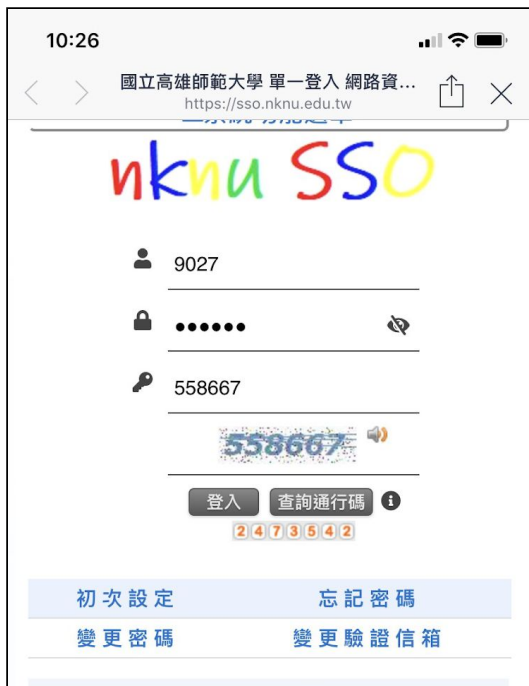 10:26
國立高雄師範大學 單一登入 網路資...
https://sso.nknu.edu.tw
nknu SSO
9027
••••••
558667
558667
登入 查詢通行碼
2473542
初次設定 忘記密碼
變更密碼 變更驗證信箱